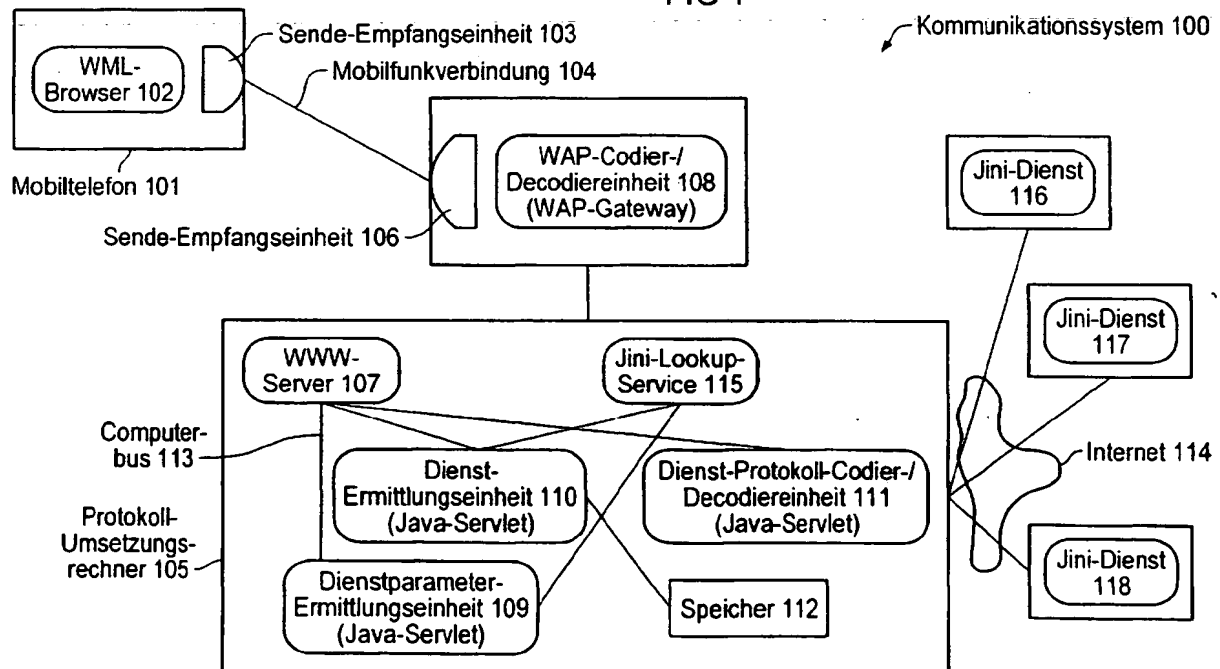 Kommunikationssystem 100
Sende-Empfangseinheit 103
Mobilfunkverbindung 104
WML-
Browser 102
Mobiltelefon 101
WAP-Codier-/
Decodiereinheit 108
(WAP-Gateway)
Sende-Empfangseinheit 106
Jini-Dienst
116
Jini-Dienst
117
WWW-
Server 107
Jini-Lookup-
Service 115
Computer-
bus 113
Internet 114
Dienst-
Ermittlungseinheit 110
(Java-Servlet)
Dienst-Protokoll-Codier-/
Decodiereinheit 111
(Java-Servlet)
Protokoll-
Umsetzungs-
rechner 105
Dienstparameter-
Ermittlungseinheit 109
(Java-Servlet)
Speicher 112
Jini-Dienst
118